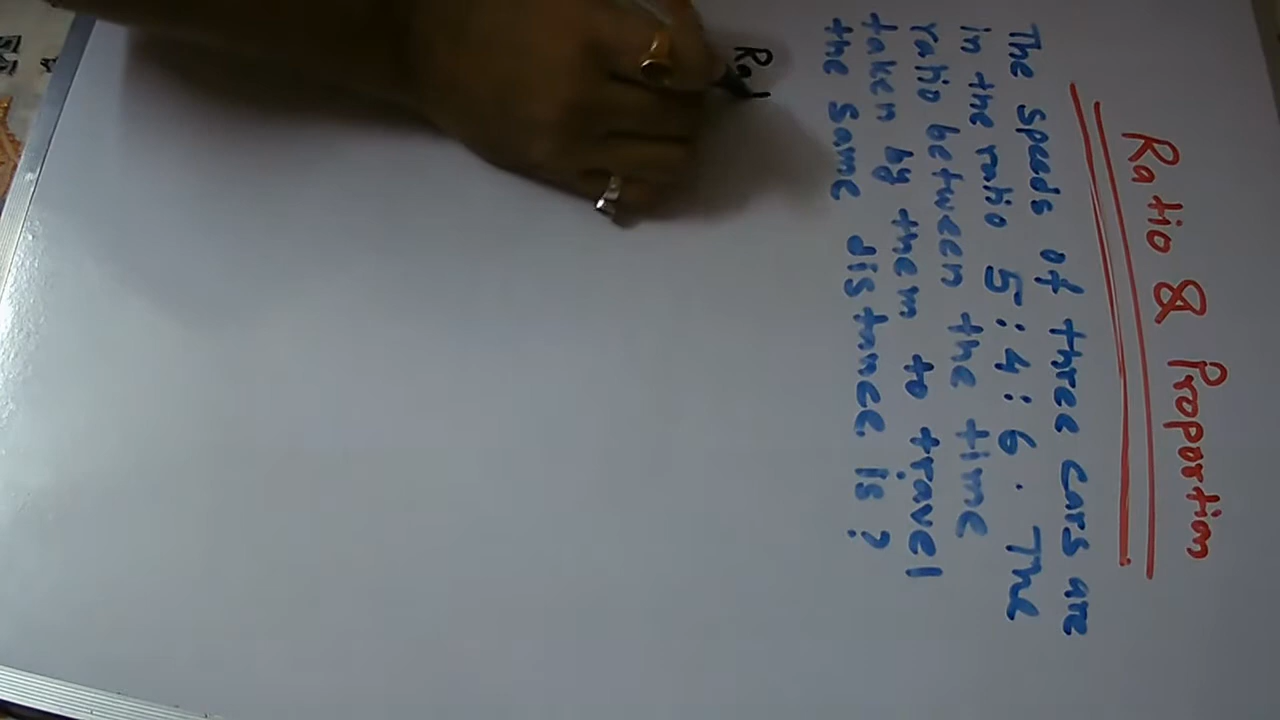 Ratio & Proportion
The speeds of three cars are
in the ratio 5:4:6. The
ratio between the time
taken by them to travel
the same distance is?
Rat